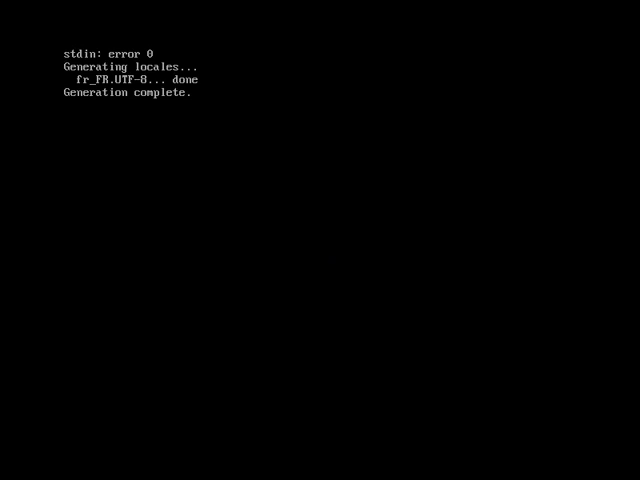 stdin: error 0
Generating locales...
  fr_FR.UTF-8... done
Generation complete.